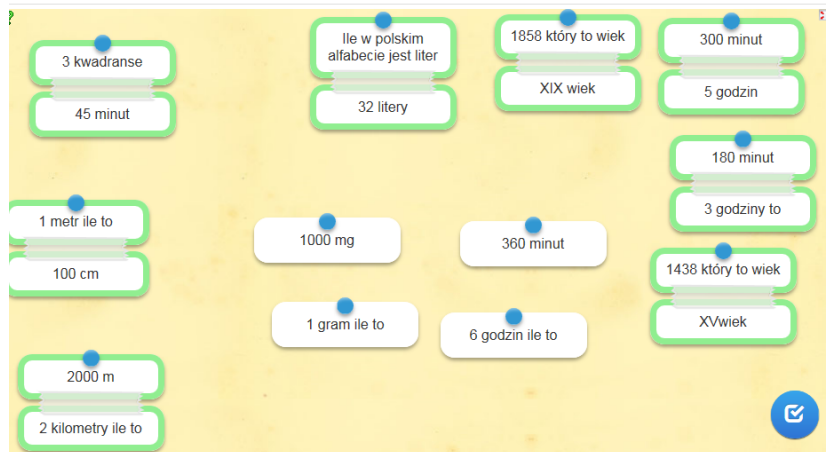 3 kwadranse
45 minut
Ile w polskim
alfabecie jest liter
32 litery
1858 który to wiek
XIX wiek
300 minut
5 godzin
180 minut
3 godziny to
1 metr ile to
100 cm
1000 mg
360 minut
1438 który to wiek
XVwiek
1 gram ile to
6 godzin ile to
2000 m
2 kilometry ile to